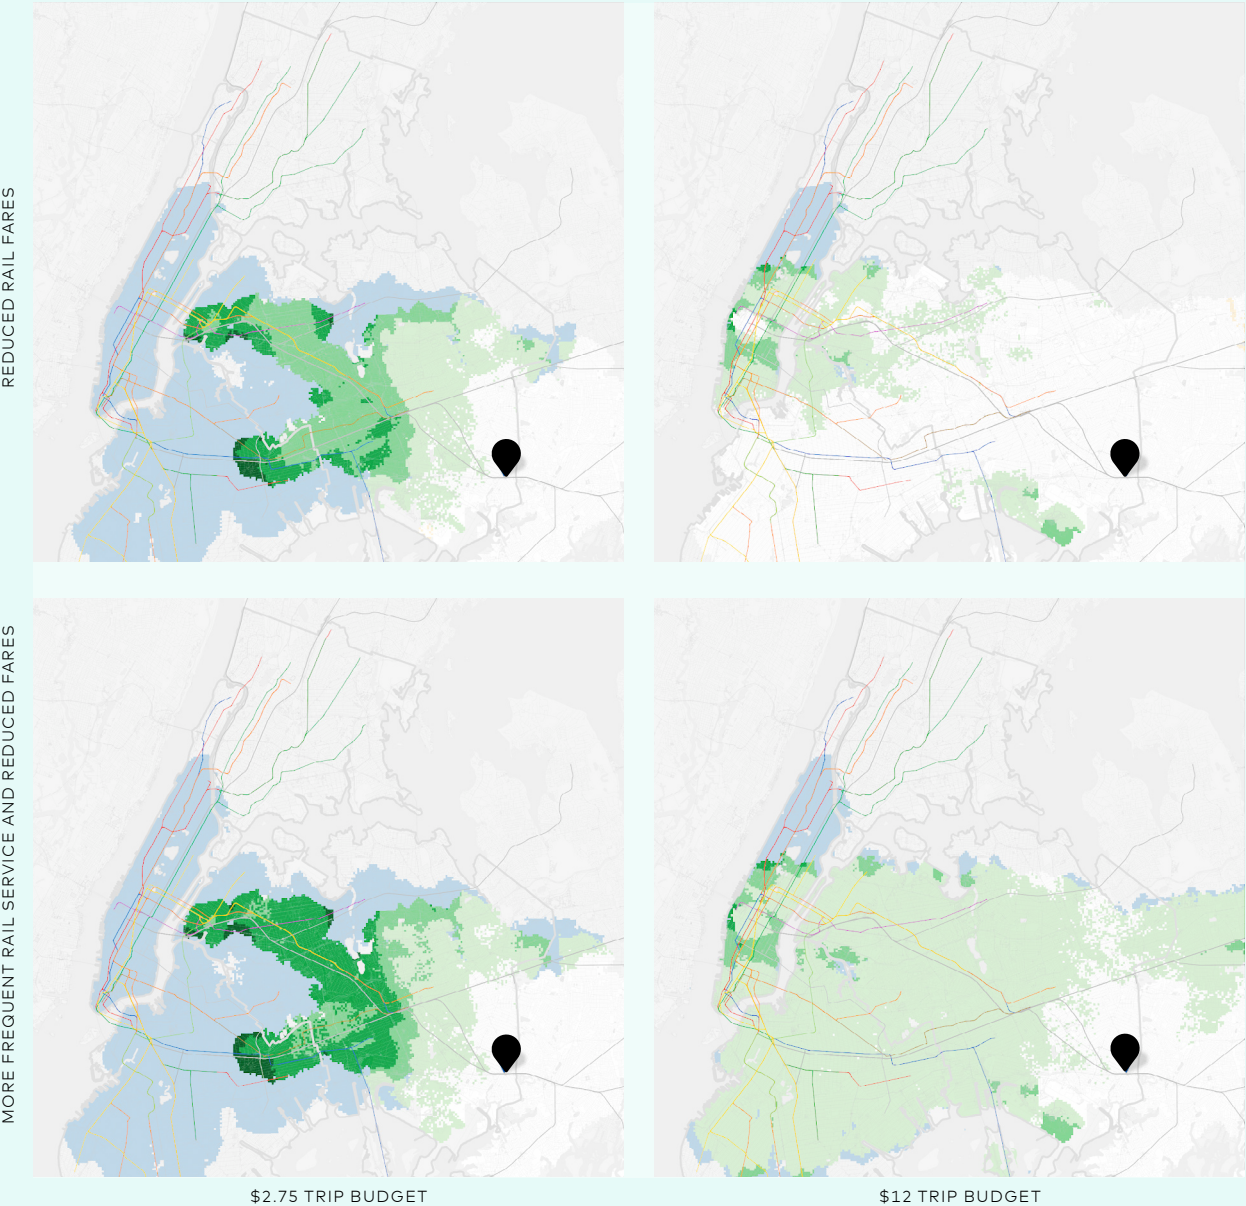 REDUCED RAIL FARES
MORE FREQUENT RAIL SERVICE AND REDUCED FARES
$2.75 TRIP BUDGET
$12 TRIP BUDGET